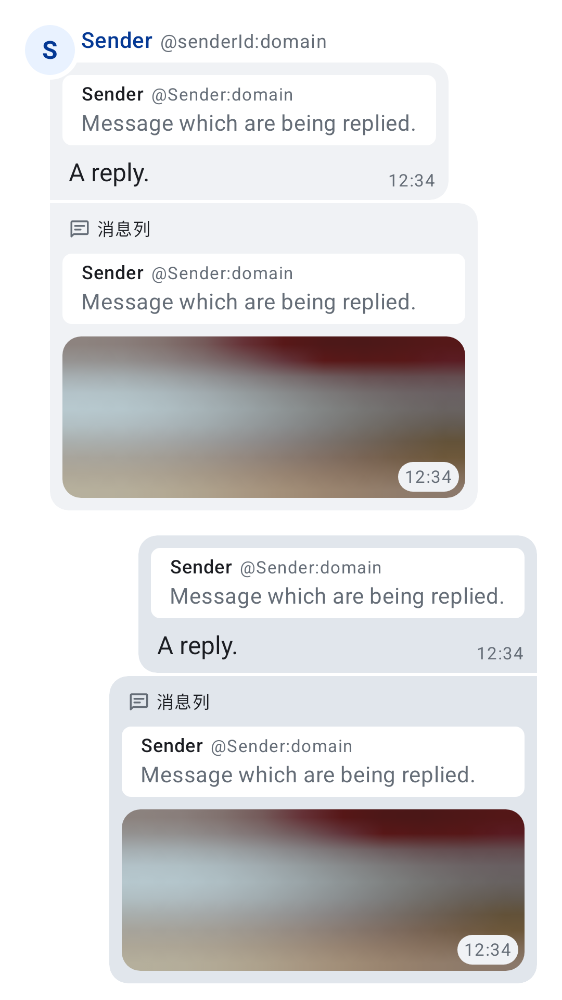 S Sender @senderId:domain
Sender @Sender:domain
Message which are being replied.
A reply. 12:34
消息列
Sender @Sender:domain
Message which are being replied.
12:34
Sender @Sender:domain
Message which are being replied.
A reply. 12:34
消息列
Sender @Sender:domain
Message which are being replied.
12:34